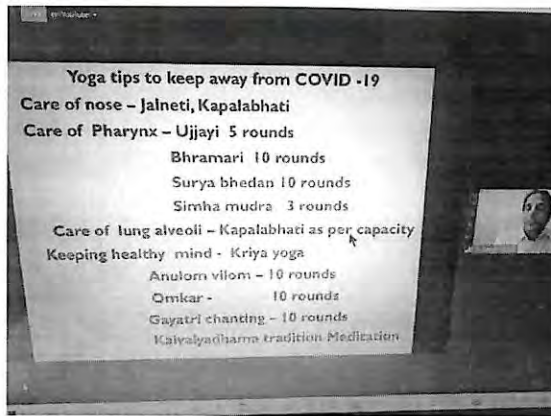 Yoga tips to keep away from COVID -19
Care of nose – Jalneti, Kapalabhati
Care of Pharynx – Ujjayi 5 rounds
Bhramari 10 rounds
Surya bhedan 10 rounds
Simha mudra 3 rounds
Care of lung alveoli – Kapalabhati as per capacity
Keeping healthy mind - Kriya yoga
Anulom vilom – 10 rounds
Omkar - 10 rounds
Gayatri chanting – 10 rounds
Kaivalyadhama tradition Meditation